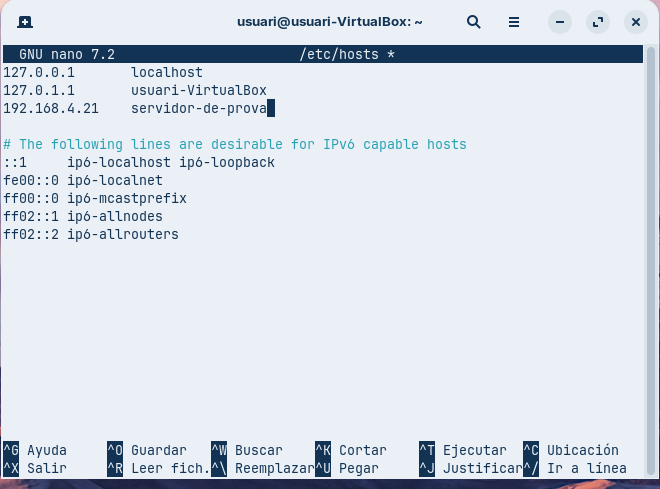 usuari@usuari-VirtualBox: ~
GNU nano 7.2 /etc/hosts *
127.0.0.1 localhost
127.0.1.1 usuari-VirtualBox
192.168.4.21 servidor-de-prova
# The following lines are desirable for IPv6 capable hosts
::1 ip6-localhost ip6-loopback
fe00::0 ip6-localnet
ff00::0 ip6-mcastprefix
ff02::1 ip6-allnodes
ff02::2 ip6-allrouters
^G Ayuda ^O Guardar ^W Buscar ^K Cortar ^T Ejecutar ^C Ubicación
^X Salir ^R Leer fich. ^\ Reemplazar ^U Pegar ^J Justificar ^/ Ir a línea